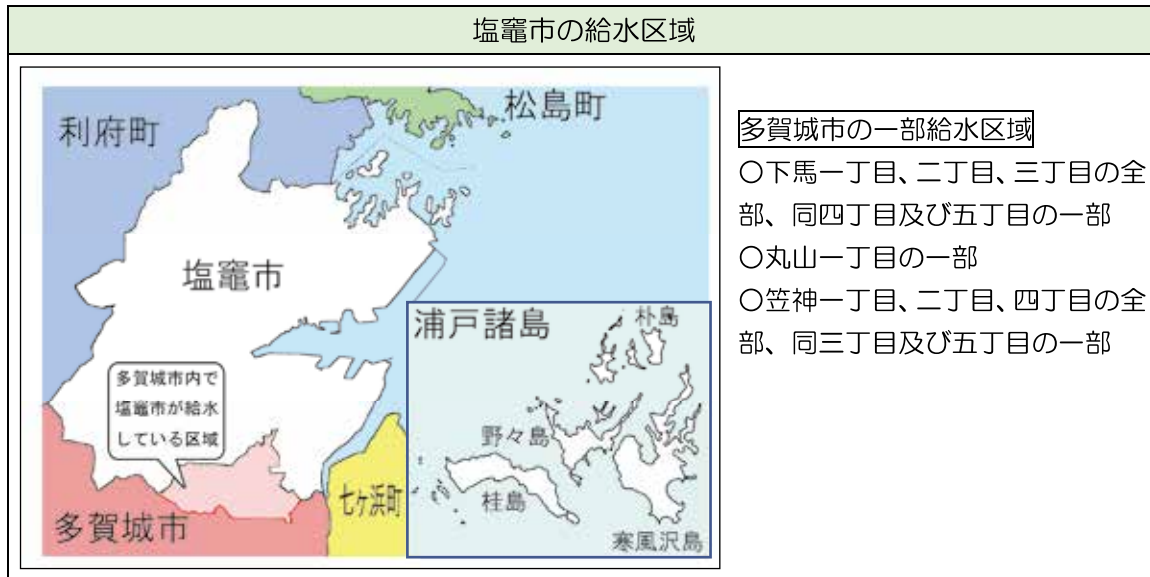 塩竈市の給水区域
利府町
松島町
塩竈市
多賀城市内で
塩竈市が給水
している区域
多賀城市
七ヶ浜町
浦戸諸島
朴島
野々島
桂島
寒風沢島
多賀城市の一部給水区域
〇下馬一丁目、二丁目、三丁目の全
部、同四丁目及び五丁目の一部
〇丸山一丁目の一部
〇笠神一丁目、二丁目、四丁目の全
部、同三丁目及び五丁目の一部